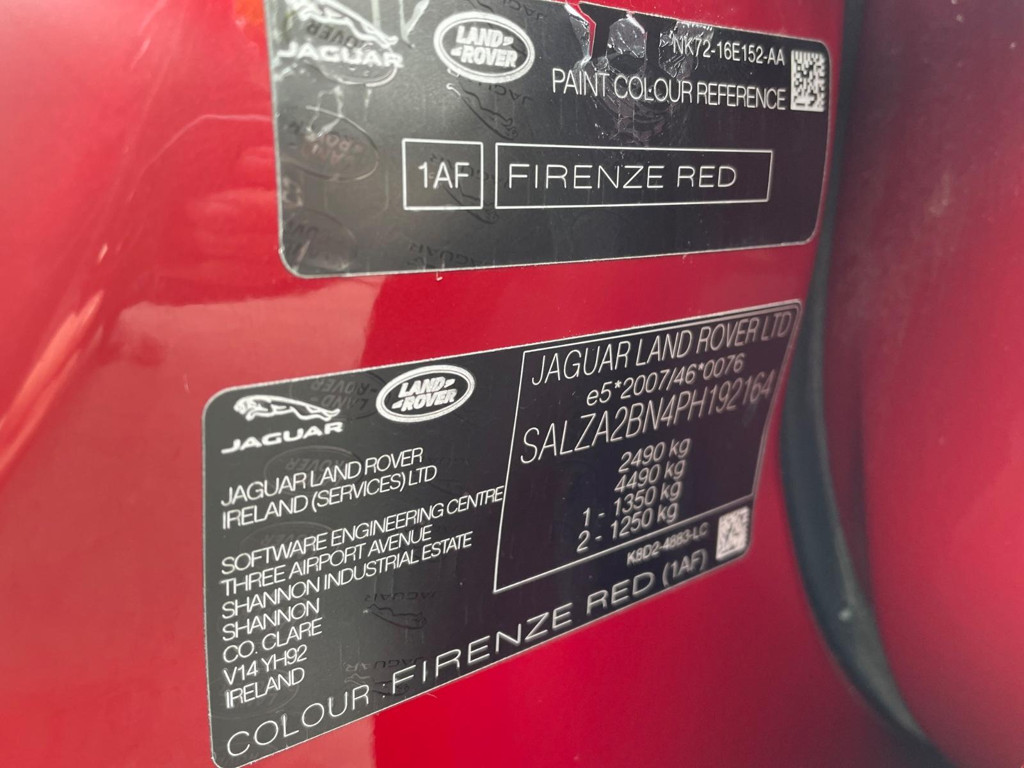 JAGUAR
LAND
ROVER
NK72-16E152-AA
PAINT COLOUR REFERENCE
1AF
FIRENZE RED
JAGUAR
LAND
ROVER
JAGUAR LAND ROVER
IRELAND (SERVICES) LTD
SOFTWARE ENGINEERING CENTRE
THREE AIRPORT AVENUE
SHANNON INDUSTRIAL ESTATE
SHANNON
CO. CLARE
V14 YH92
IRELAND
JAGUAR LAND ROVER LTD
e5*2007/46*0076
SALZA2BN4PH192164
2490 kg
4490 kg
1 - 1350 kg
2 - 1250 kg
K8D2-4883-LC
COLOUR : FIRENZE RED (1AF)